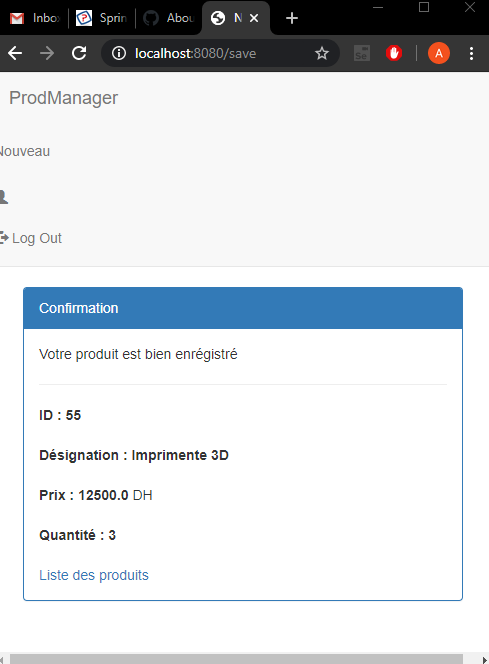 Inbo
Sprin
Abou
N
localhost:8080/save
A
ProdManager
Nouveau
Log Out
Confirmation
Votre produit est bien enrégistré
ID : 55
Désignation : Imprimente 3D
Prix : 12500.0 DH
Quantité : 3
Liste des produits